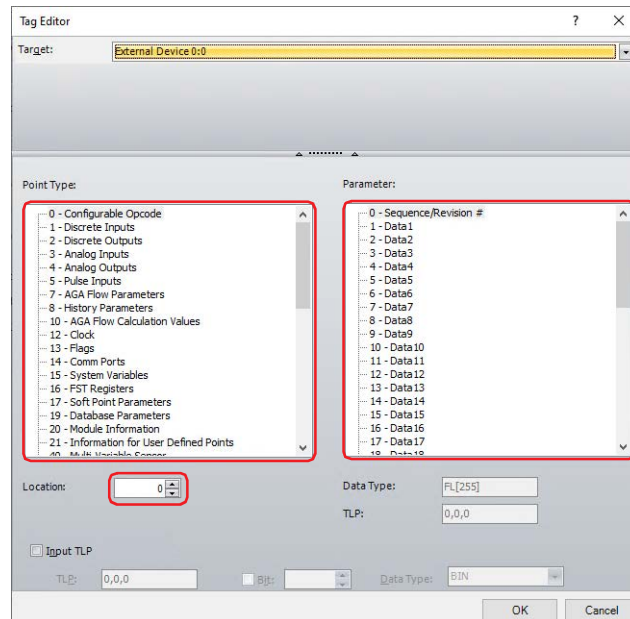 Tag Editor ? ×
Target: External Device 0:0
Point Type: Parameter:
0 - Configurable Opcode
1 - Discrete Inputs
2 - Discrete Outputs
3 - Analog Inputs
4 - Analog Outputs
5 - Pulse Inputs
7 - AGA Flow Parameters
8 - History Parameters
10 - AGA Flow Calculation Values
12 - Clock
13 - Flags
14 - Comm Ports
15 - System Variables
16 - FST Registers
17 - Soft Point Parameters
19 - Database Parameters
20 - Module Information
21 - Information for User Defined Points
40 - Multi Variable Sensor
0 - Sequence/Revision #
1 - Data1
2 - Data2
3 - Data3
4 - Data4
5 - Data5
6 - Data6
7 - Data7
8 - Data8
9 - Data9
10 - Data10
11 - Data11
12 - Data12
13 - Data13
14 - Data14
15 - Data15
16 - Data16
17 - Data17
18 - Data18
Location: 0
Data Type: FL[255]
TLP: 0,0,0
Input TLP
TLP: 0,0,0 Bit: Data Type: BIN
OK Cancel